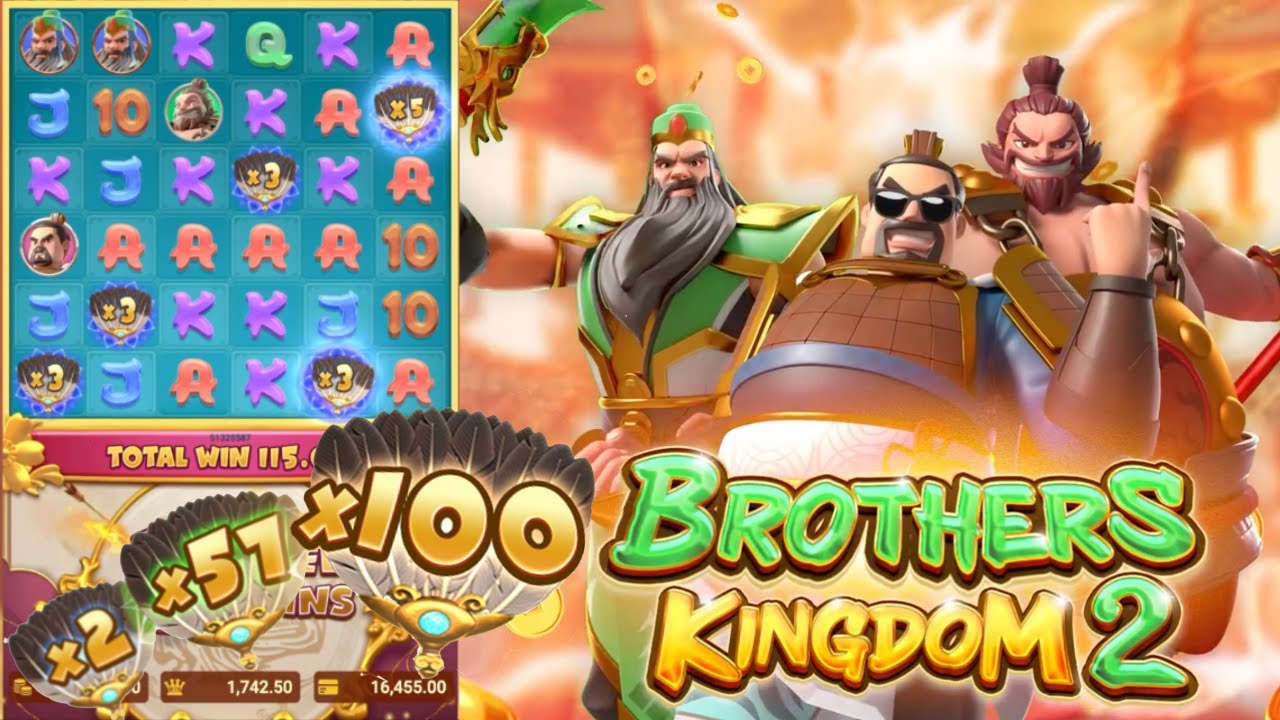 K Q K A
J 10 K A x5
K J K x3 K A
A A A A 10
J x3 K K J 10
x3 J A K x3 A
51325587
TOTAL WIN 115.
x100
x57
x2
1,742.50
16,455.00
BROTHERS
KINGDOM 2